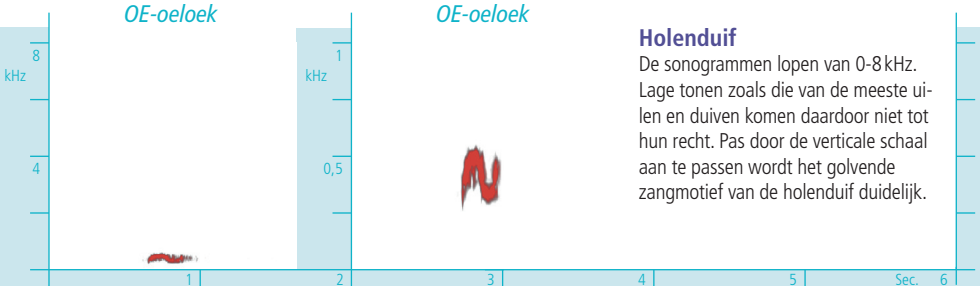 OE-oeloek
OE-oeloek
8
kHz
4
1
kHz
0,5
Holenduif
De sonogrammen lopen van 0-8 kHz.
Lage tonen zoals die van de meeste ui-
len en duiven komen daardoor niet tot
hun recht. Pas door de verticale schaal
aan te passen wordt het golvende
zangmotief van de holenduif duidelijk.
1 2 3 4 5 Sec. 6